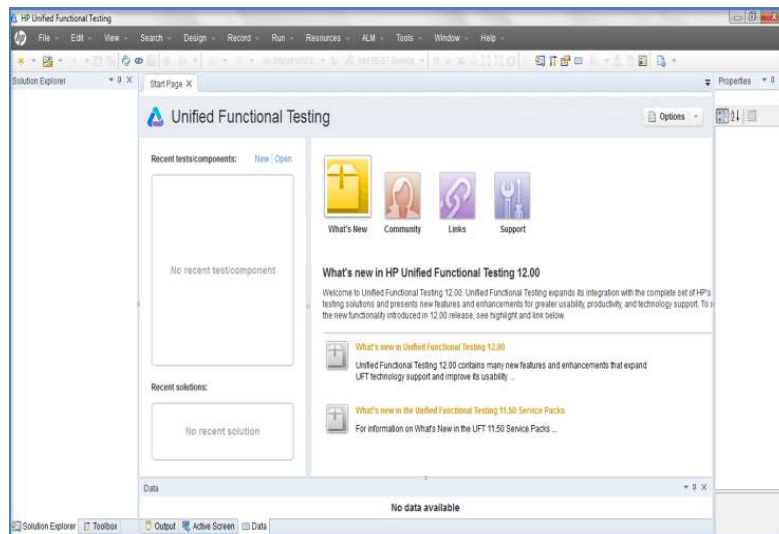 HP Unified Functional Testing
File Edit View Search Design Record Run Resources ALM Tools Window Help
Solution Explorer
Start Page X
Properties
Unified Functional Testing
Options
Recent tests/components: New Open
No recent test/component
What's New Community Links Support
What's new in HP Unified Functional Testing 12.00
Welcome to Unified Functional Testing 12.00. Unified Functional Testing expands its integration with the complete set of HP's
testing solutions and presents new features and enhancements for greater usability, productivity, and technology support. To
the new functionality introduced in 12.00 release, see highlight and link below.
What's new in Unified Functional Testing 12.00
Unified Functional Testing 12.00 contains many new features and enhancements that expand
UFT technology support and improve its usability ...
What's new in the Unified Functional Testing 11.50 Service Packs
For information on What's New in the UFT 11.50 Service Packs ...
Recent solutions:
No recent solution
Data
No data available
Solution Explorer Toolbox Output Active Screen Data